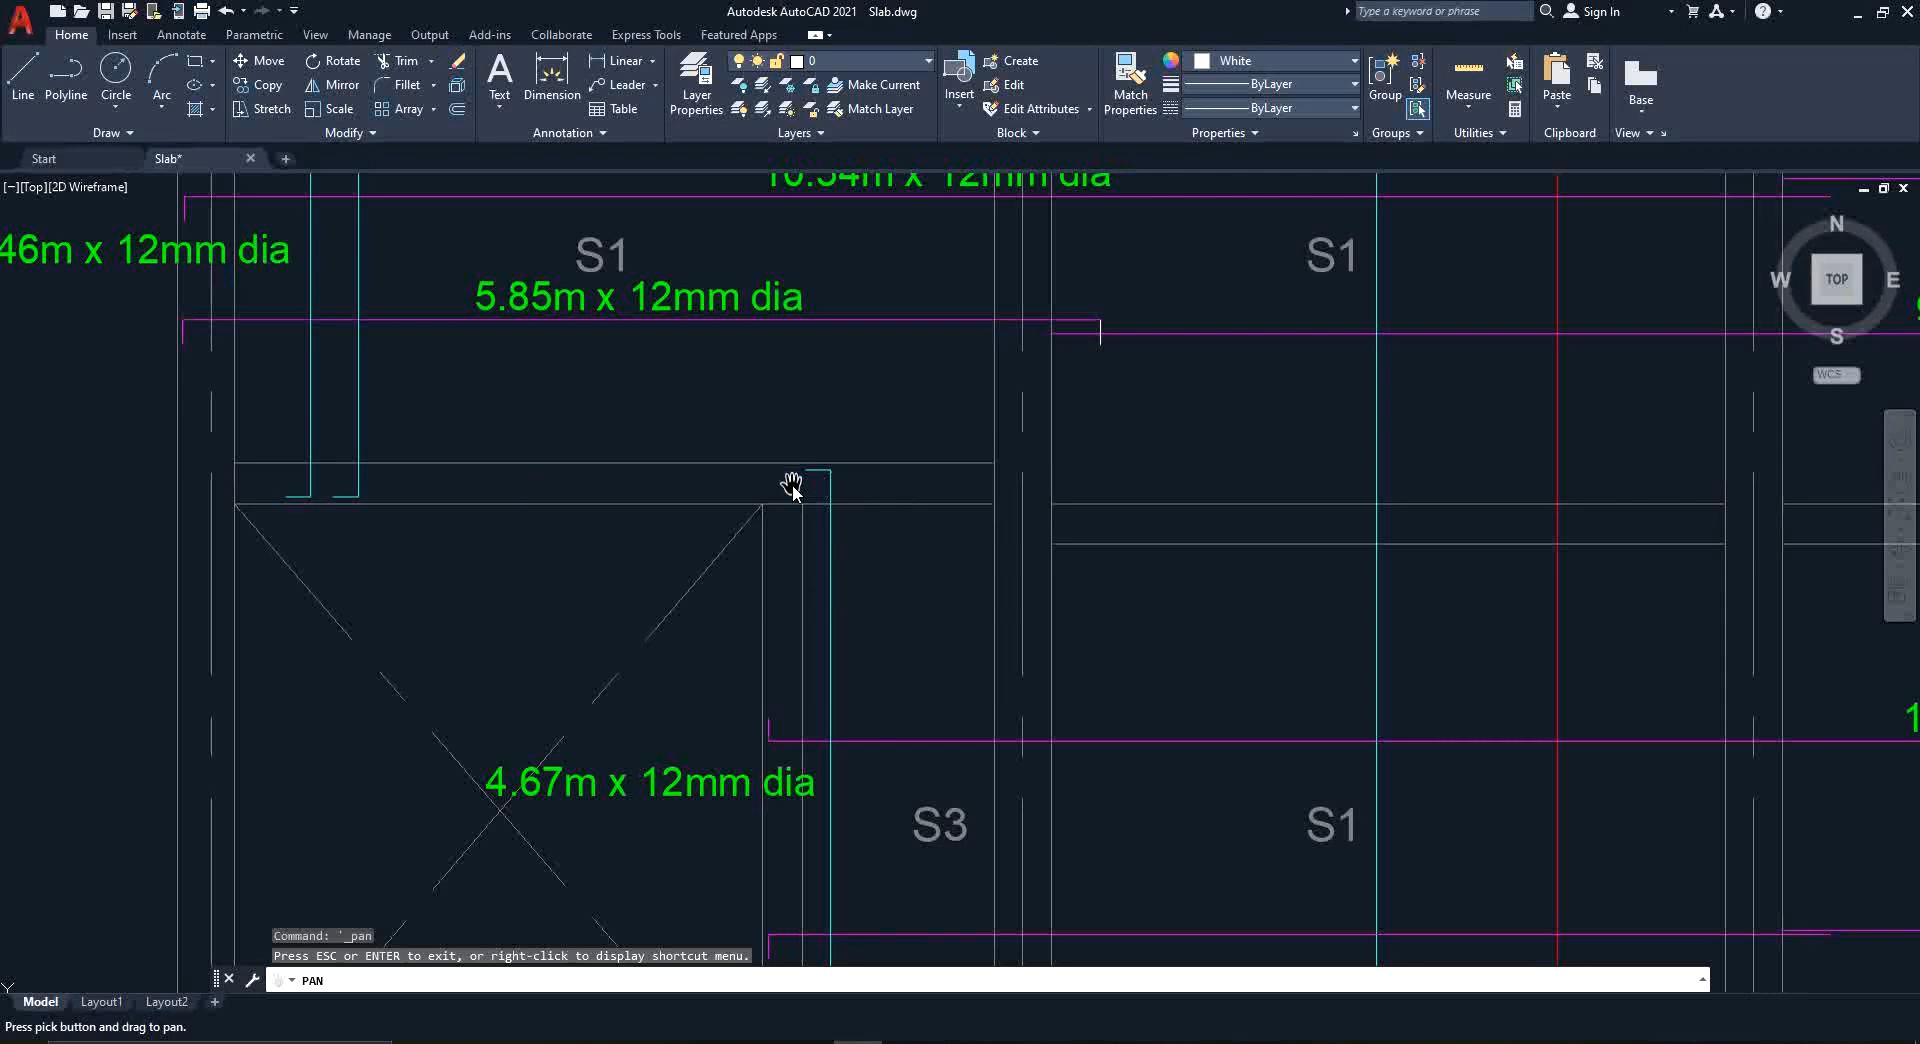 Autodesk AutoCAD 2021 Slab.dwg
Type a keyword or phrase
Sign In
Home Insert Annotate Parametric View Manage Output Add-ins Collaborate Express Tools Featured Apps
Line Polyline Circle Arc
Move Rotate Trim
Copy Mirror Fillet
Stretch Scale Array
Text Dimension
Linear
Leader
Table
Layer Properties
0
Make Current
Match Layer
Insert
Create
Edit
Edit Attributes
Match Properties
White
ByLayer
ByLayer
Group
Measure
Paste
Base
Draw Modify Annotation Layers Block Properties Groups Utilities Clipboard View
Start Slab*
[−][Top][2D Wireframe]
10.34m x 12mm dia
46m x 12mm dia
S1
S1
5.85m x 12mm dia
N
W TOP E
S
WCS
4.67m x 12mm dia
S3
S1
1
Command: '_pan
Press ESC or ENTER to exit, or right-click to display shortcut menu.
PAN
Y
Model Layout1 Layout2
Press pick button and drag to pan.